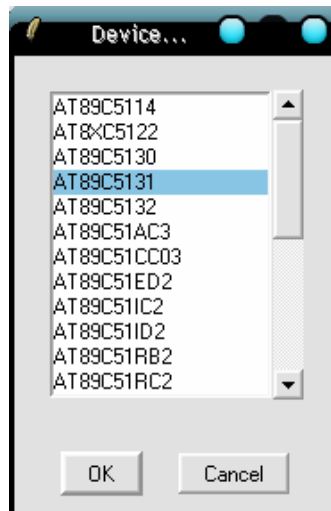 Device...
AT89C5114
AT8XC5122
AT89C5130
AT89C5131
AT89C5132
AT89C51AC3
AT89C51CC03
AT89C51ED2
AT89C51IC2
AT89C51ID2
AT89C51RB2
AT89C51RC2
OK Cancel